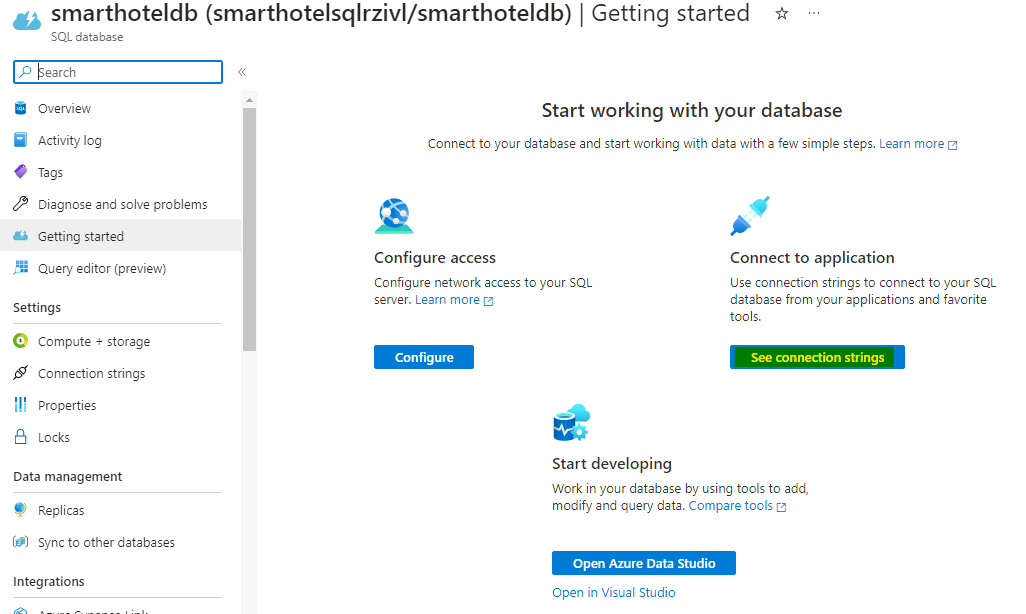 smarthoteldb (smarthotelsqlrzivl/smarthoteldb) | Getting started
SQL database
Search
Overview
Activity log
Tags
Diagnose and solve problems
Getting started
Query editor (preview)
Settings
Compute + storage
Connection strings
Properties
Locks
Data management
Replicas
Sync to other databases
Integrations
Azure Synapse Link
Start working with your database
Connect to your database and start working with data with a few simple steps. Learn more
Configure access
Configure network access to your SQL
server. Learn more
Configure
Connect to application
Use connection strings to connect to your SQL
database from your applications and favorite
tools.
See connection strings
Start developing
Work in your database by using tools to add,
modify and query data. Compare tools
Open Azure Data Studio
Open in Visual Studio